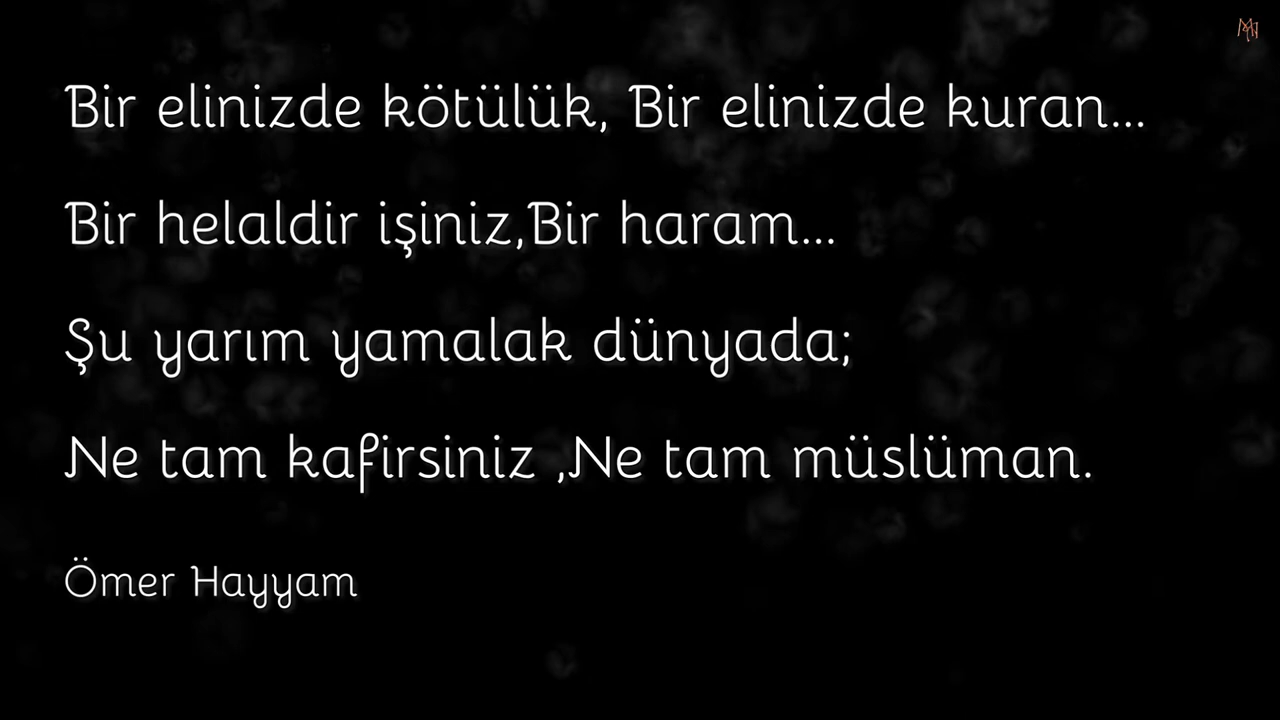 Bir elinizde kötülük, Bir elinizde kuran...
Bir helaldir işiniz,Bir haram...
Şu yarım yamalak dünyada;
Ne tam kafirsiniz ,Ne tam müslüman.
Ömer Hayyam